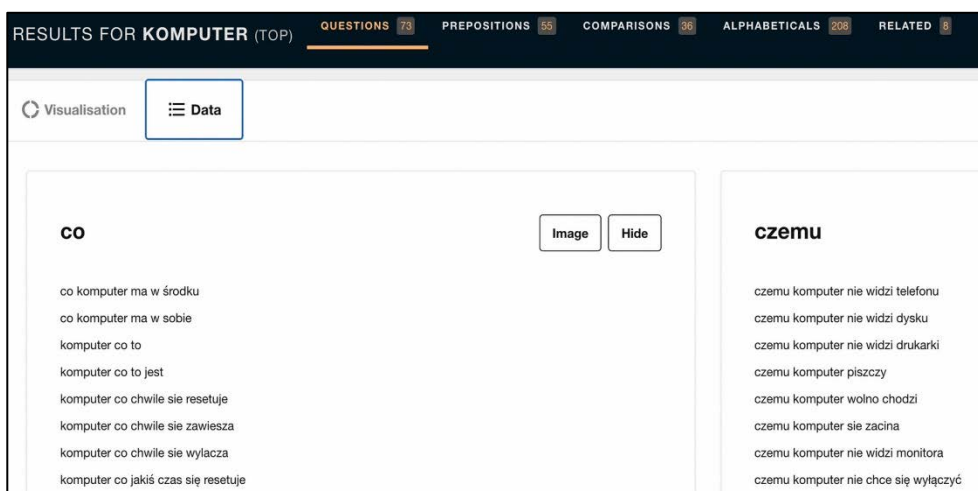 RESULTS FOR KOMPUTER (TOP) QUESTIONS 73 PREPOSITIONS 55 COMPARISONS 36 ALPHABETICALS 208 RELATED 8
Visualisation Data
co Image Hide
co komputer ma w środku
co komputer ma w sobie
komputer co to
komputer co to jest
komputer co chwile sie resetuje
komputer co chwile sie zawiesza
komputer co chwile sie wylacza
komputer co jakiś czas się resetuje
czemu
czemu komputer nie widzi telefonu
czemu komputer nie widzi dysku
czemu komputer nie widzi drukarki
czemu komputer piszczy
czemu komputer wolno chodzi
czemu komputer sie zacina
czemu komputer nie widzi monitora
czemu komputer nie chce się wyłączyć